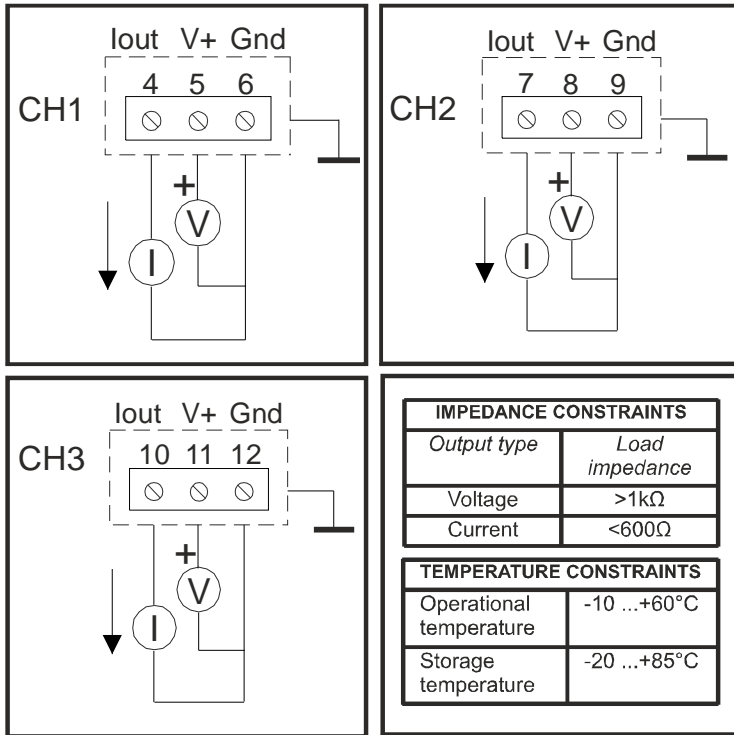 Iout V+ Gnd
4 5 6
CH1
+
V
I
Iout V+ Gnd
7 8 9
CH2
+
V
I
Iout V+ Gnd
10 11 12
CH3
+
V
I
IMPEDANCE CONSTRAINTS
Output type Load
impedance
Voltage >1kΩ
Current <600Ω
TEMPERATURE CONSTRAINTS
Operational -10 ...+60°C
temperature
Storage -20 ...+85°C
temperature